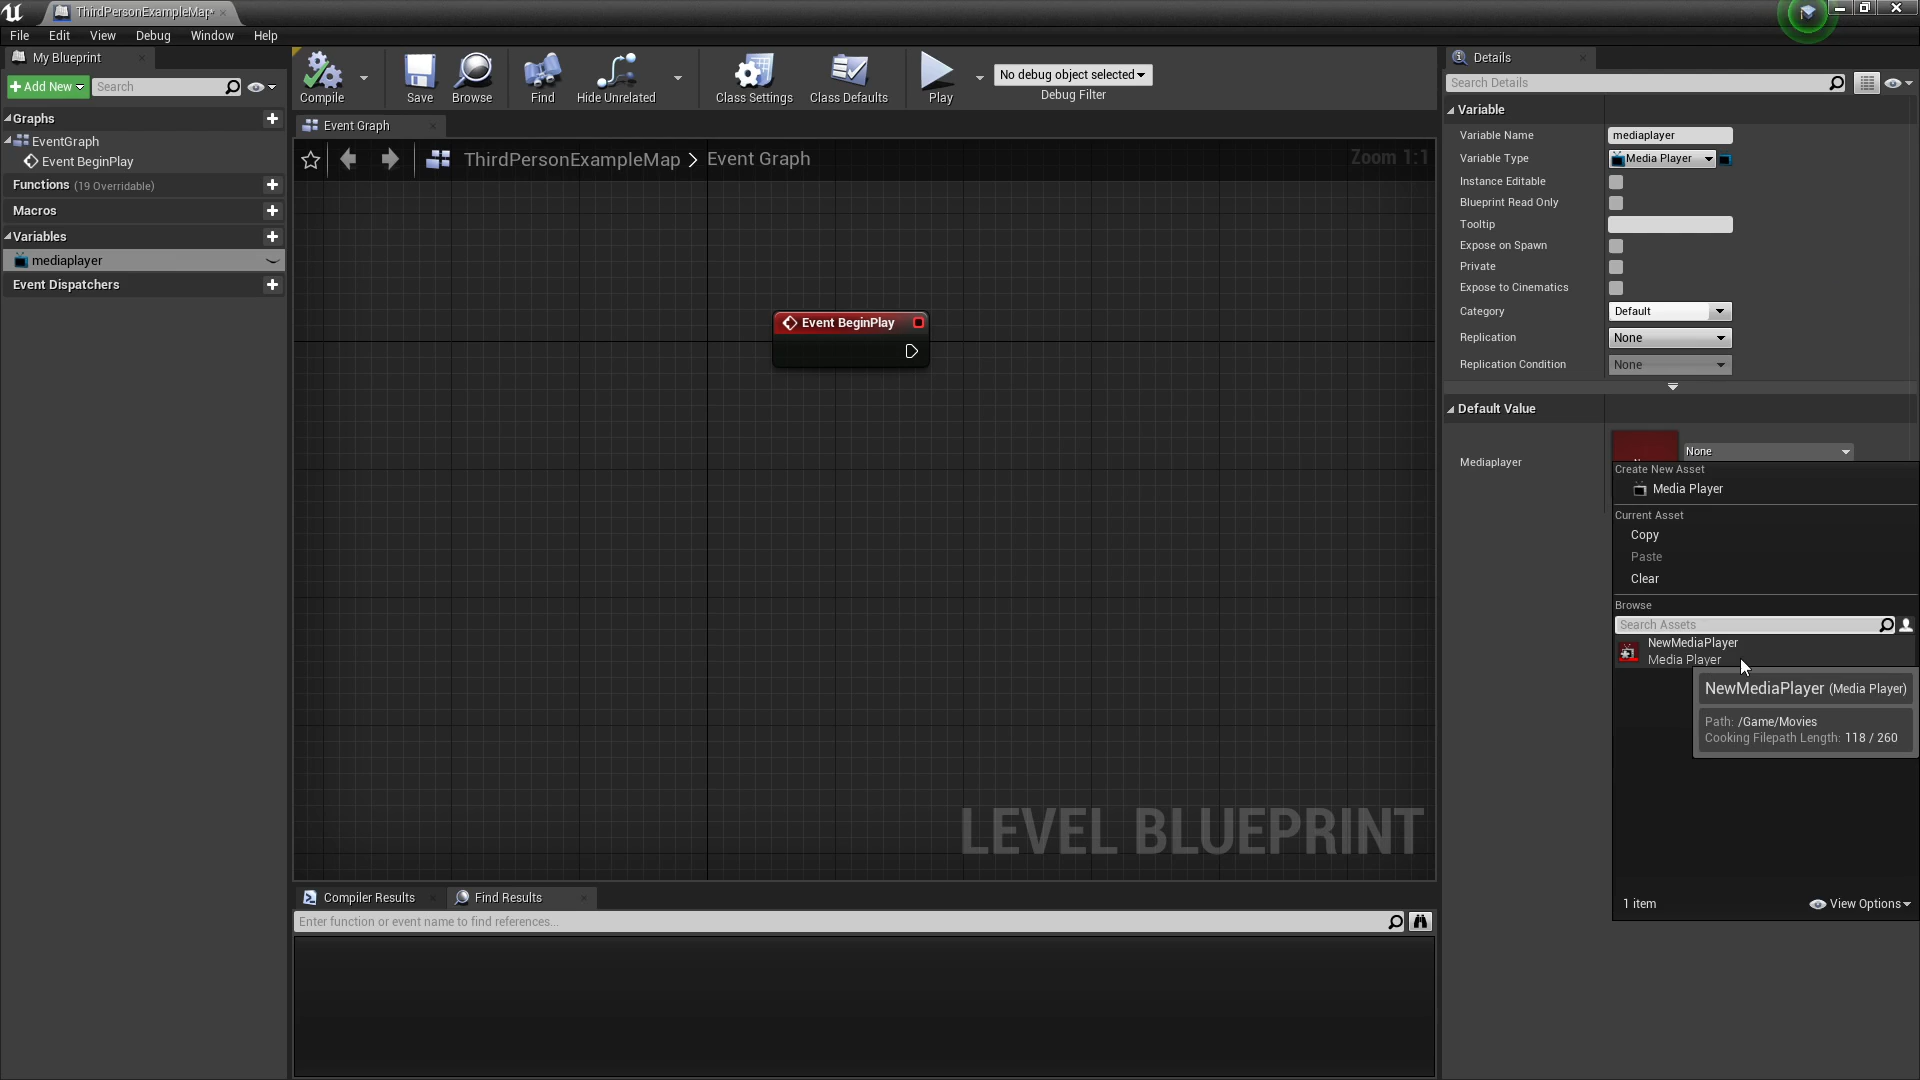 ThirdPersonExampleMap*
File Edit View Debug Window Help
My Blueprint
Add New Search
Graphs
EventGraph
Event BeginPlay
Functions (19 Overridable)
Macros
Variables
mediaplayer
Event Dispatchers
Compile Save Browse Find Hide Unrelated Class Settings Class Defaults Play
No debug object selected
Debug Filter
Event Graph
ThirdPersonExampleMap > Event Graph
Zoom 1:1
Event BeginPlay
LEVEL BLUEPRINT
Compiler Results Find Results
Enter function or event name to find references...
Details
Search Details
Variable
Variable Name mediaplayer
Variable Type Media Player
Instance Editable
Blueprint Read Only
Tooltip
Expose on Spawn
Private
Expose to Cinematics
Category Default
Replication None
Replication Condition None
Default Value
Mediaplayer None
Create New Asset
Media Player
Current Asset
Copy
Paste
Clear
Browse
Search Assets
NewMediaPlayer
Media Player
NewMediaPlayer (Media Player)
Path: /Game/Movies
Cooking Filepath Length: 118 / 260
1 item View Options